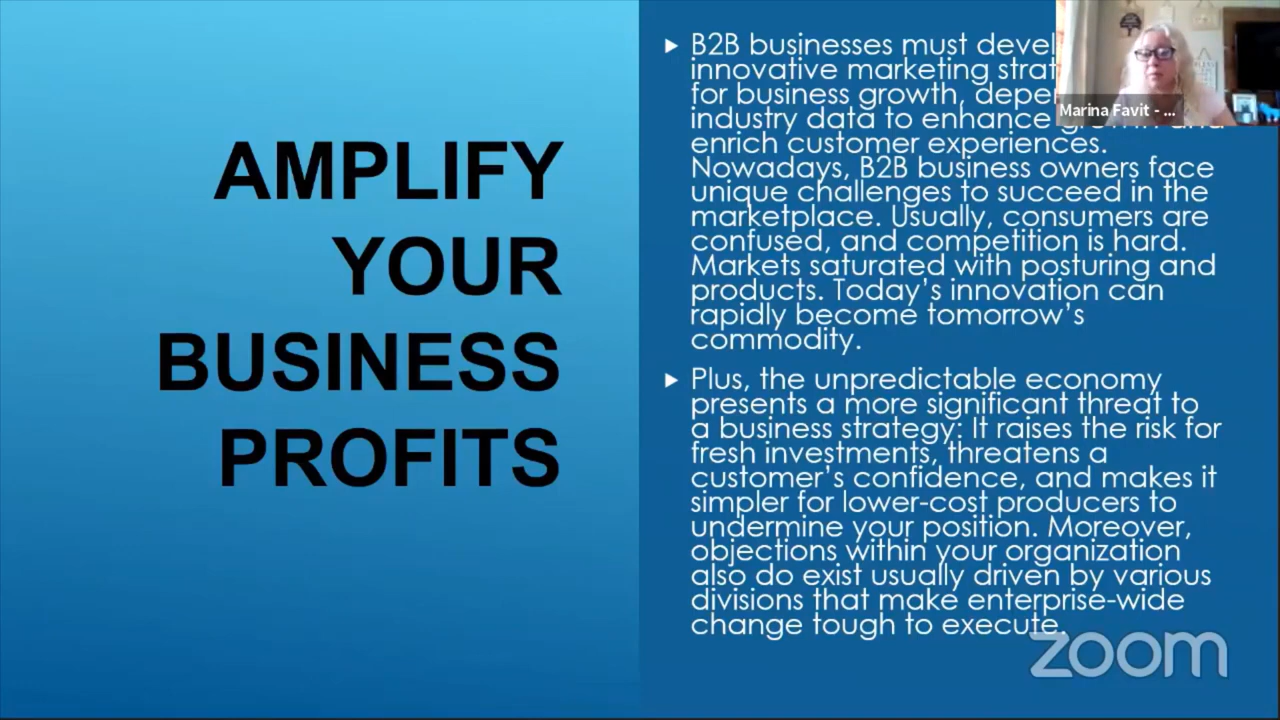 AMPLIFY
YOUR
BUSINESS
PROFITS
B2B businesses must
innovative marketing
for business growth,
industry data to enhance
enrich customer experiences.
Nowadays, B2B business owners face
unique challenges to succeed in the
marketplace. Usually, consumers are
confused, and competition is hard.
Markets saturated with posturing and
products. Today's innovation can
rapidly become tomorrow's
commodity.
Plus, the unpredictable economy
presents a more significant threat to
a business strategy: It raises the risk for
fresh investments, threatens a
customer's confidence, and makes it
simpler for lower-cost producers to
undermine your position. Moreover,
objections within your organization
also do exist usually driven by various
divisions that make enterprise-wide
change tough to execute.
Marina Favit - ...
zoom